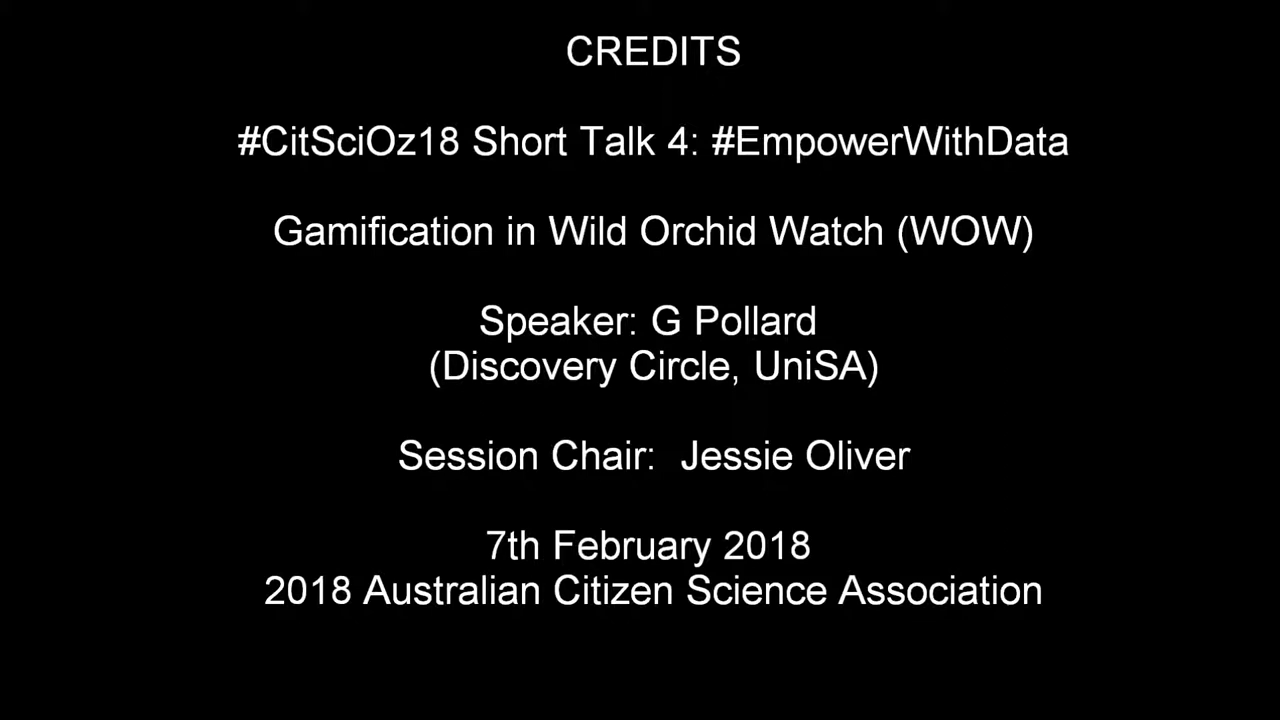 CREDITS
#CitSciOz18 Short Talk 4: #EmpowerWithData
Gamification in Wild Orchid Watch (WOW)
Speaker: G Pollard
(Discovery Circle, UniSA)
Session Chair:  Jessie Oliver
7th February 2018
2018 Australian Citizen Science Association